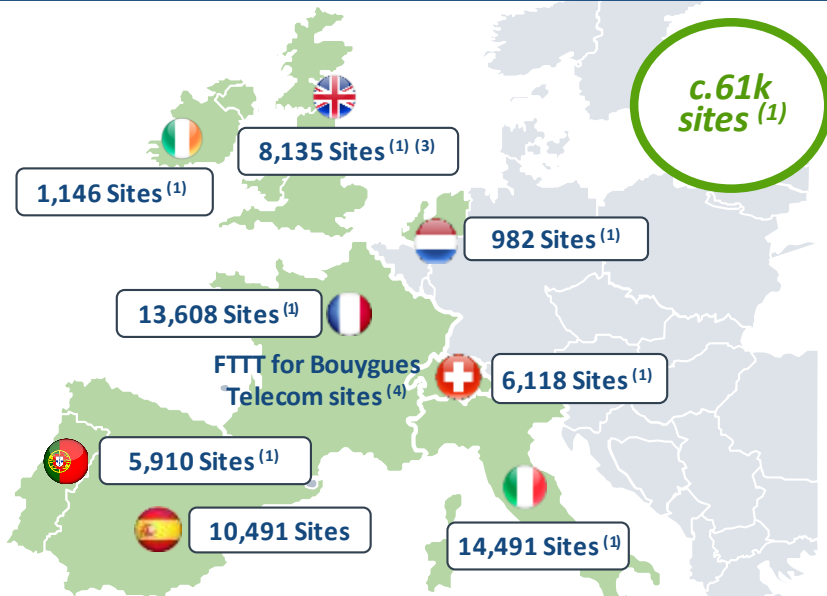 c.61k
sites (1)
8,135 Sites (1) (3)
1,146 Sites (1)
982 Sites (1)
13,608 Sites (1)
FTTT for Bouygues
Telecom sites (4)
6,118 Sites (1)
5,910 Sites (1)
10,491 Sites
14,491 Sites (1)